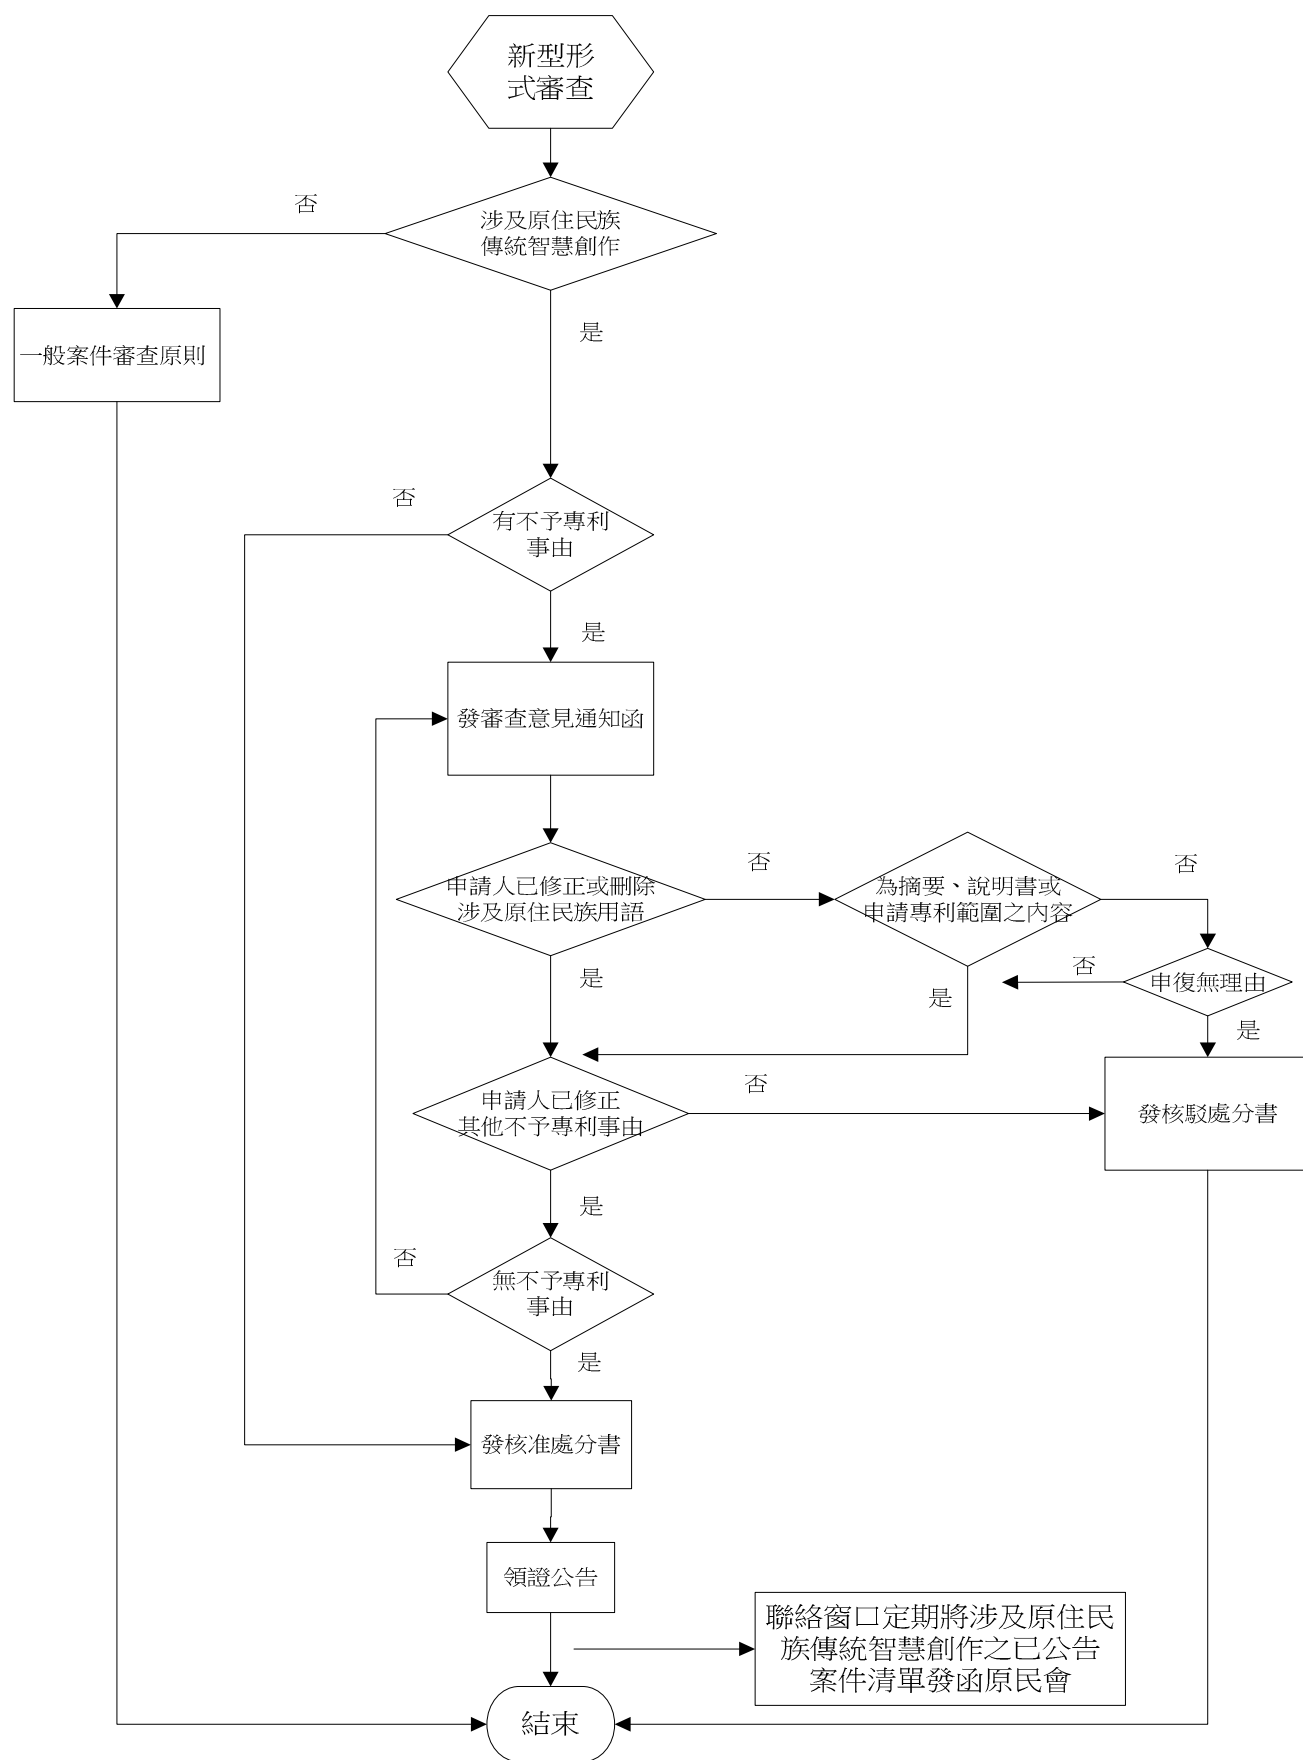 新型形
式審查
否
涉及原住民族
傳統智慧創作
是
一般案件審查原則
否
有不予專利
事由
是
發審查意見通知函
申請人已修正或刪除
涉及原住民族用語
否
為摘要、說明書或
申請專利範圍之內容
否
是
是
否
申復無理由
是
申請人已修正
其他不予專利事由
否
發核駁處分書
是
否
無不予專利
事由
是
發核准處分書
領證公告
聯絡窗口定期將涉及原住民
族傳統智慧創作之已公告
案件清單發函原民會
結束